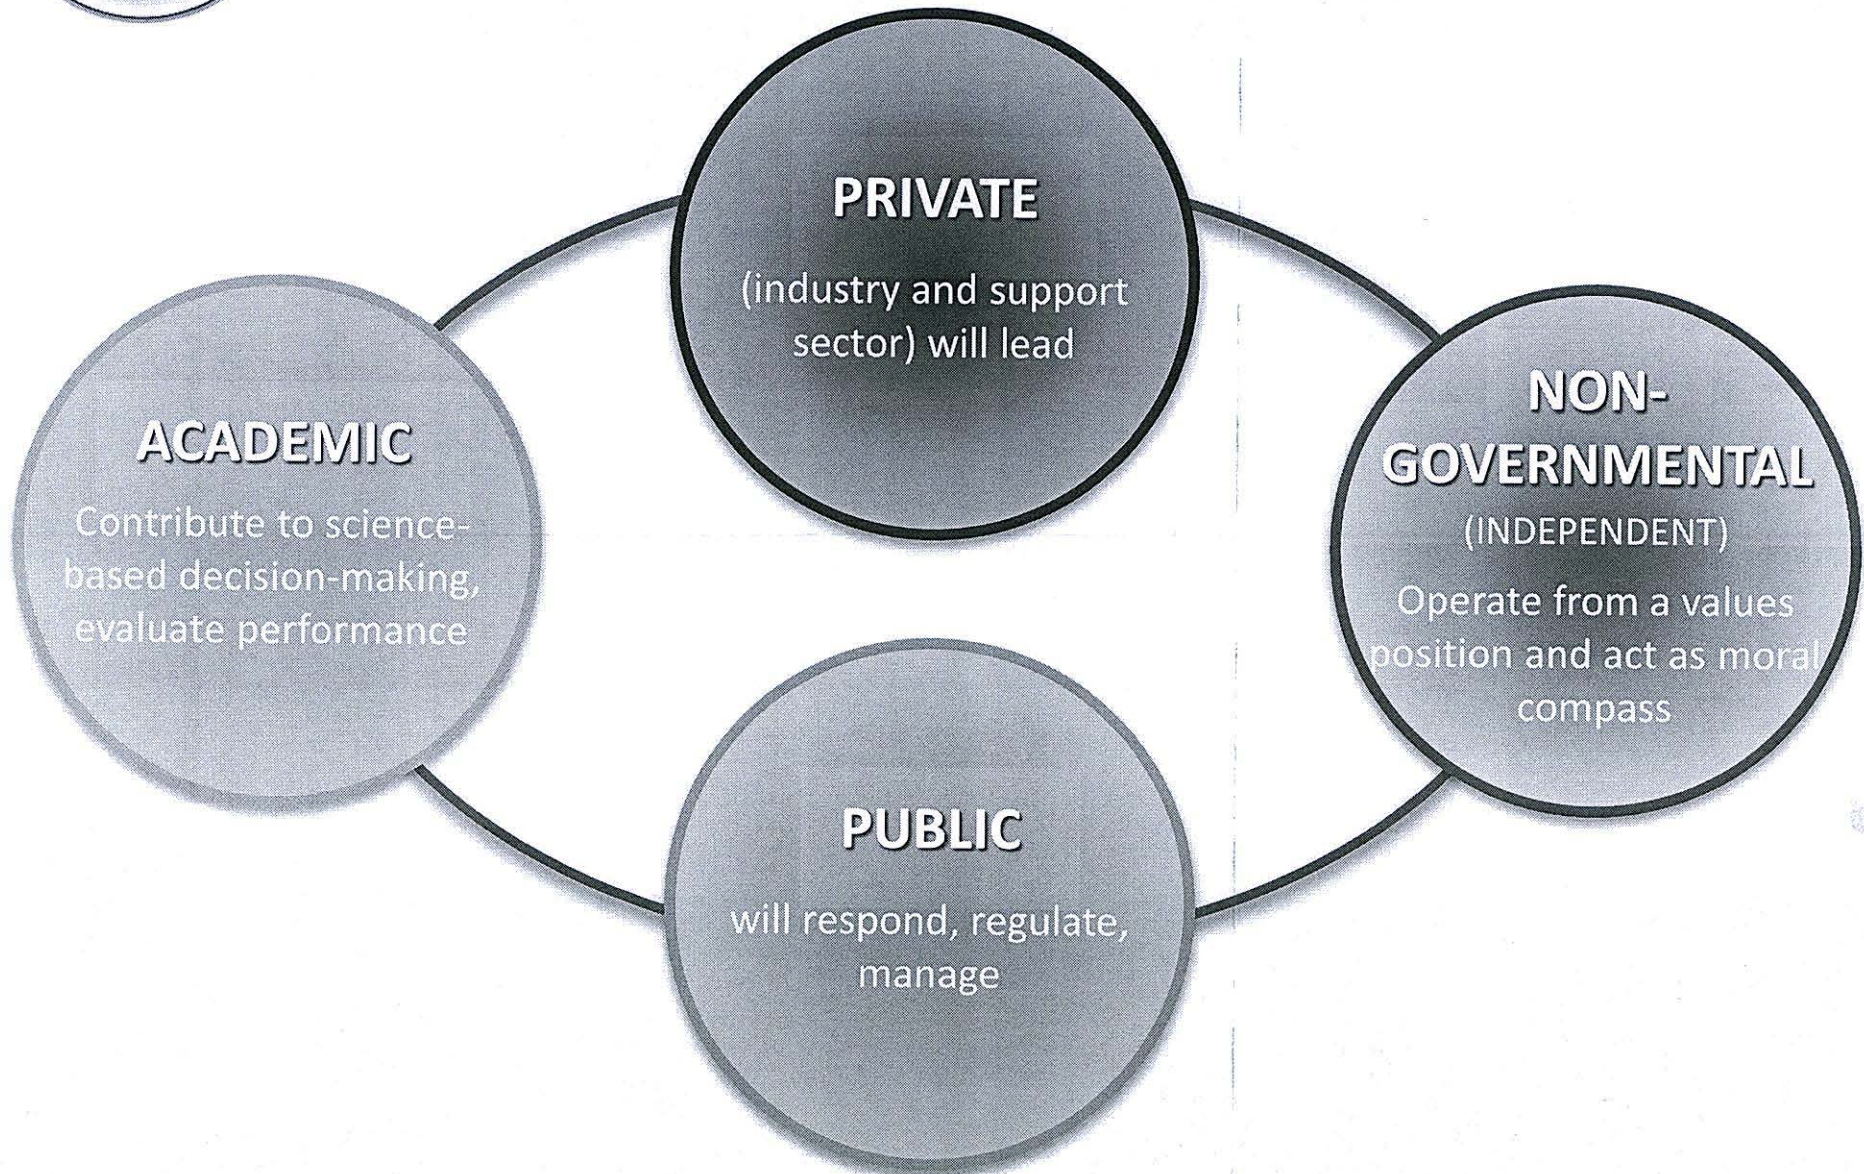 PRIVATE
(industry and support
sector) will lead
ACADEMIC
Contribute to science-
based decision-making,
evaluate performance
NON-
GOVERNMENTAL
(INDEPENDENT)
Operate from a values
position and act as moral
compass
PUBLIC
will respond, regulate,
manage